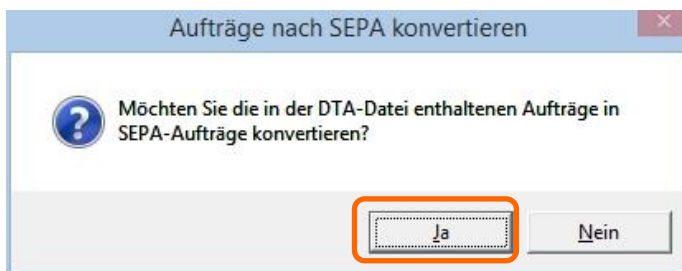 Aufträge nach SEPA konvertieren
Möchten Sie die in der DTA-Datei enthaltenen Aufträge in
SEPA-Aufträge konvertieren?
Ja
Nein